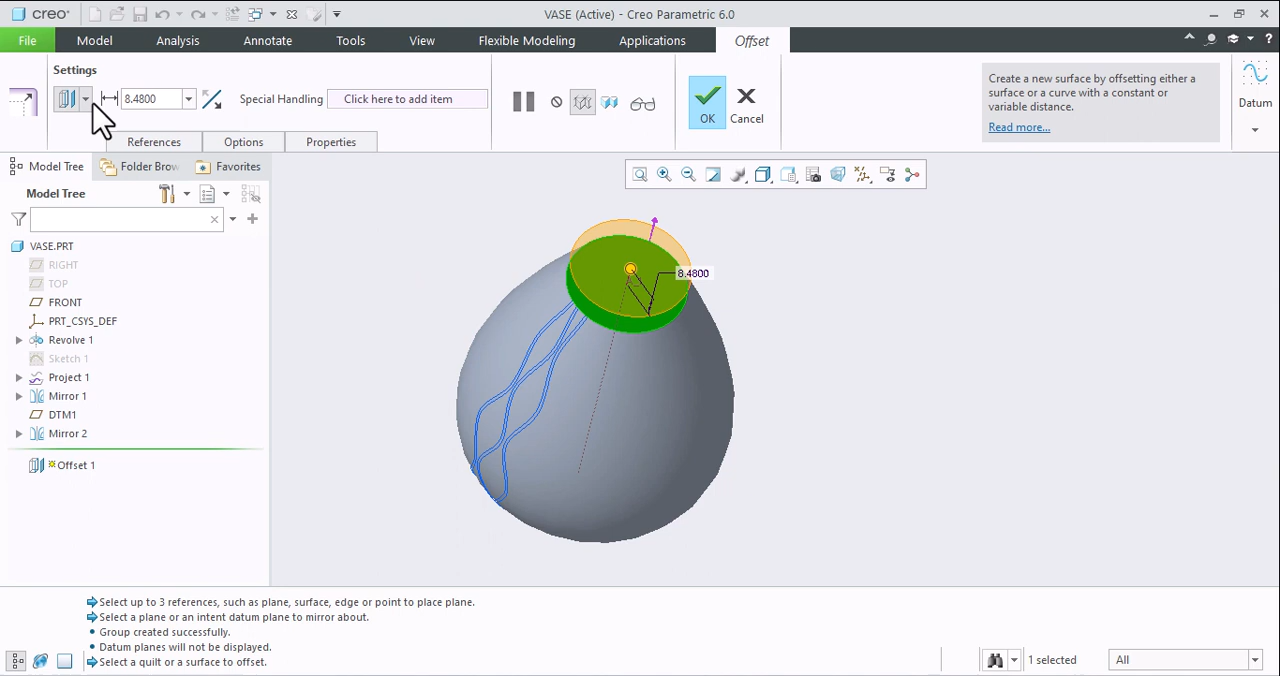 creo
VASE (Active) - Creo Parametric 6.0
File
Model
Analysis
Annotate
Tools
View
Flexible Modeling
Applications
Offset
Settings
8.4800
Special Handling
Click here to add item
OK
Cancel
Create a new surface by offsetting either a
surface or a curve with a constant or
variable distance.
Read more...
Datum
References
Options
Properties
Model Tree
Folder Brow
Favorites
Model Tree
VASE.PRT
RIGHT
TOP
FRONT
PRT_CSYS_DEF
Revolve 1
Sketch 1
Project 1
Mirror 1
DTM1
Mirror 2
Offset 1
8.4800
Select up to 3 references, such as plane, surface, edge or point to place plane.
Select a plane or an intent datum plane to mirror about.
• Group created successfully.
• Datum planes will not be displayed.
Select a quilt or a surface to offset.
1 selected
All